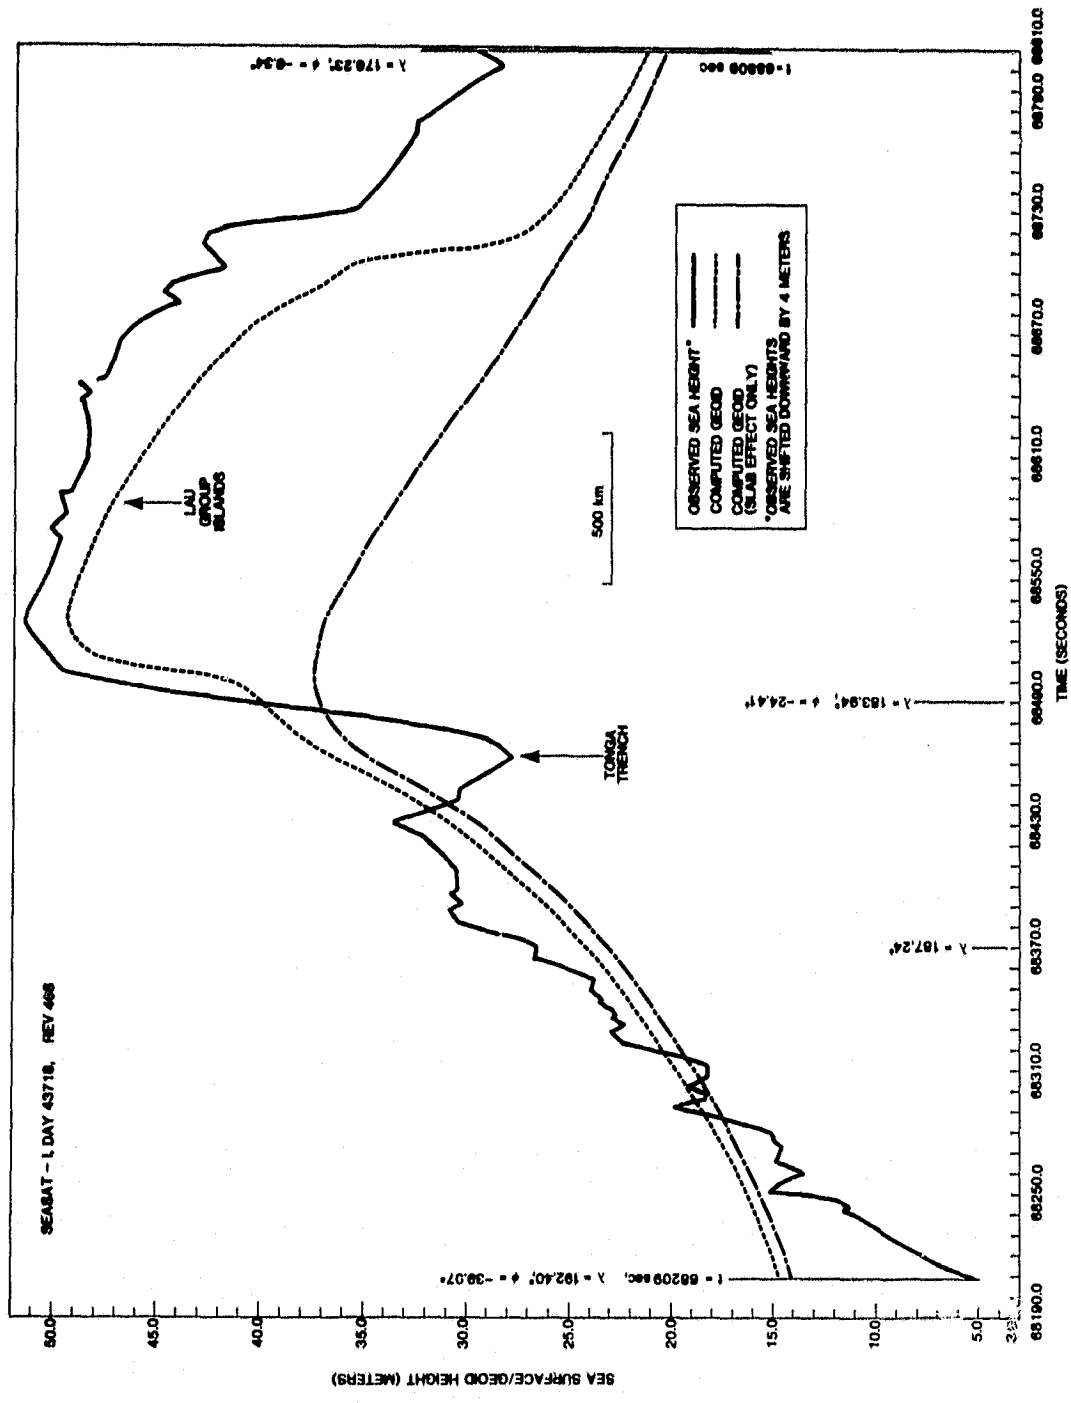 SEASAT – 1, DAY 43718, REV 466
λ = 176.23°, ϕ = -6.34°
t = 68809 sec
LAU
GROUP
ISLANDS
TONGA
TRENCH
500 km
OBSERVED SEA HEIGHT*
COMPUTED GEOID
COMPUTED GEOID
(SLAB EFFECT ONLY)
*OBSERVED SEA HEIGHTS
ARE SHIFTED DOWNWARD BY 4 METERS
t = 68209 sec, λ = 192.40°, ϕ = -39.07°
λ = 187.24°
λ = 183.94°, ϕ = -24.41°
SEA SURFACE/GEOID HEIGHT (METERS)
50.0
45.0
40.0
35.0
30.0
25.0
20.0
15.0
10.0
5.0
68190.0 68250.0 68310.0 68370.0 68430.0 68490.0 68550.0 68610.0 68670.0 68730.0 68790.0 68810.0
TIME (SECONDS)